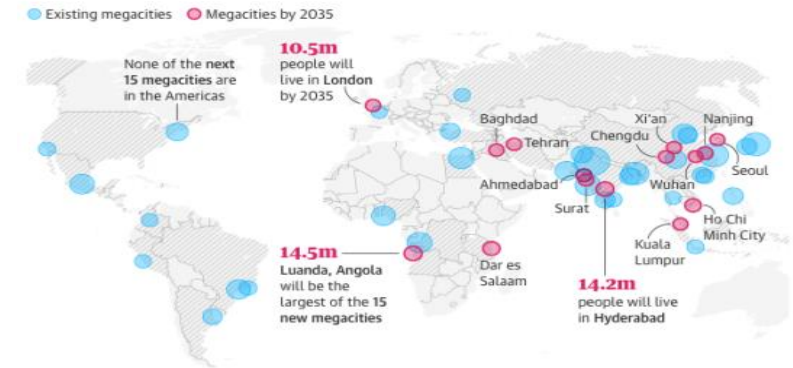 Existing megacities Megacities by 2035
None of the next
15 megacities are
in the Americas
10.5m
people will
live in London
by 2035
Baghdad
Tehran
Xi'an
Nanjing
Chengdu
Ahmedabad
Surat
Wuhan
Seoul
Ho Chi
Minh City
Kuala
Lumpur
Dar es
Salaam
14.5m
Luanda, Angola
will be the
largest of the 15
new megacities
14.2m
people will live
in Hyderabad